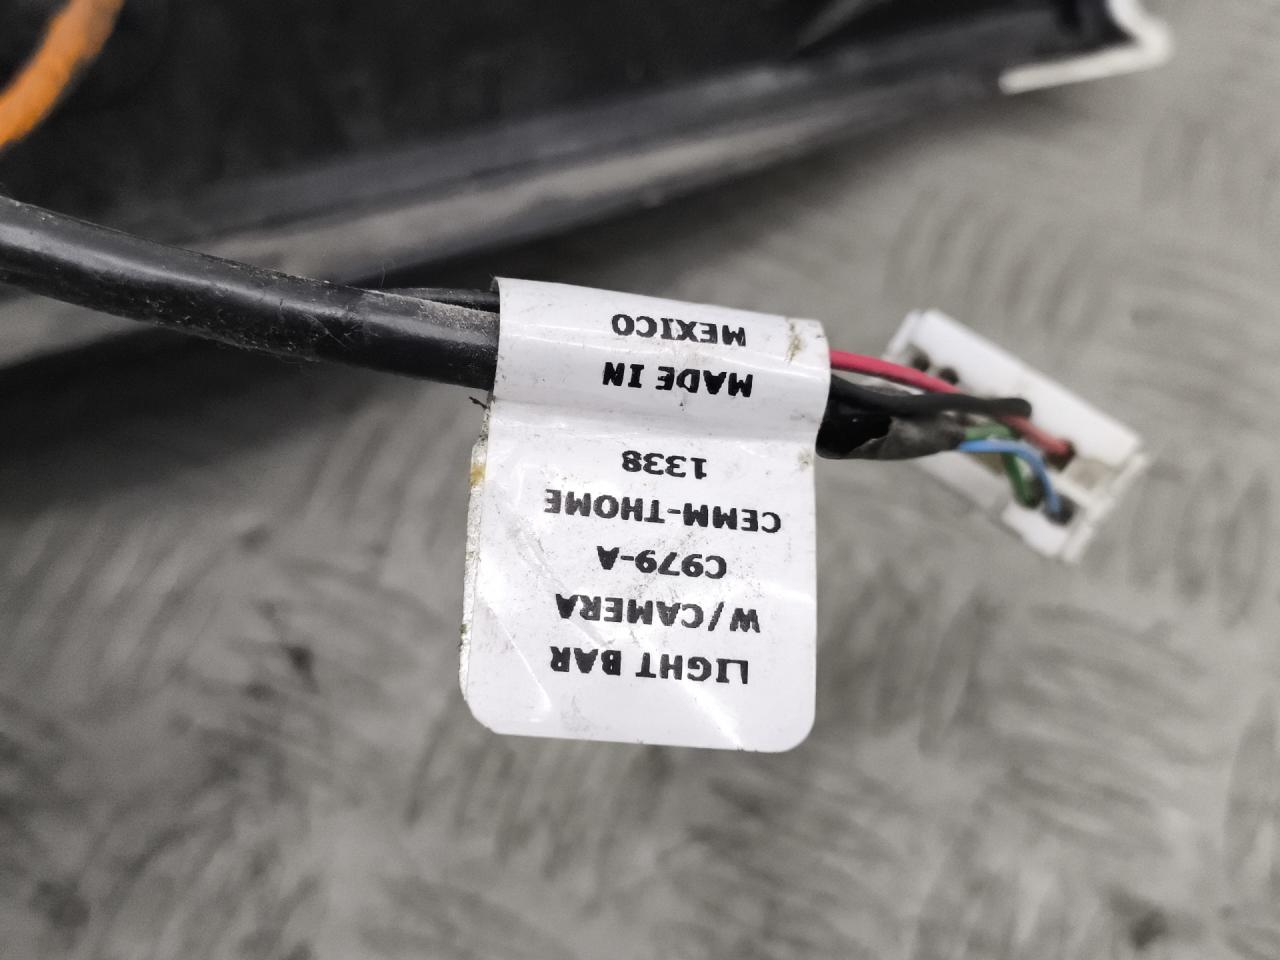 LIGHT BAR
W/CAMERA
C979-A
CEMM-THOME
1338
MADE IN
MEXICO